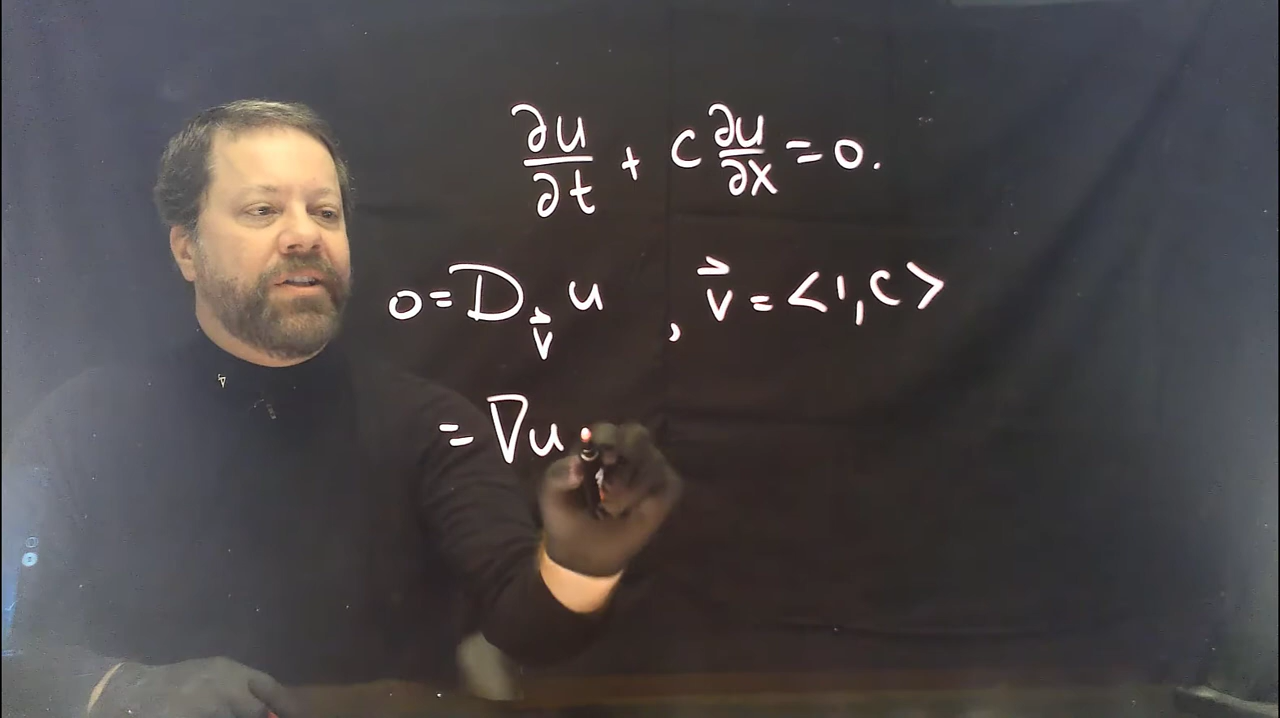 ∂u/∂t + c ∂u/∂x = 0.
0 = D_v⃗ u , v⃗ = <1, c>
= ∇u ·